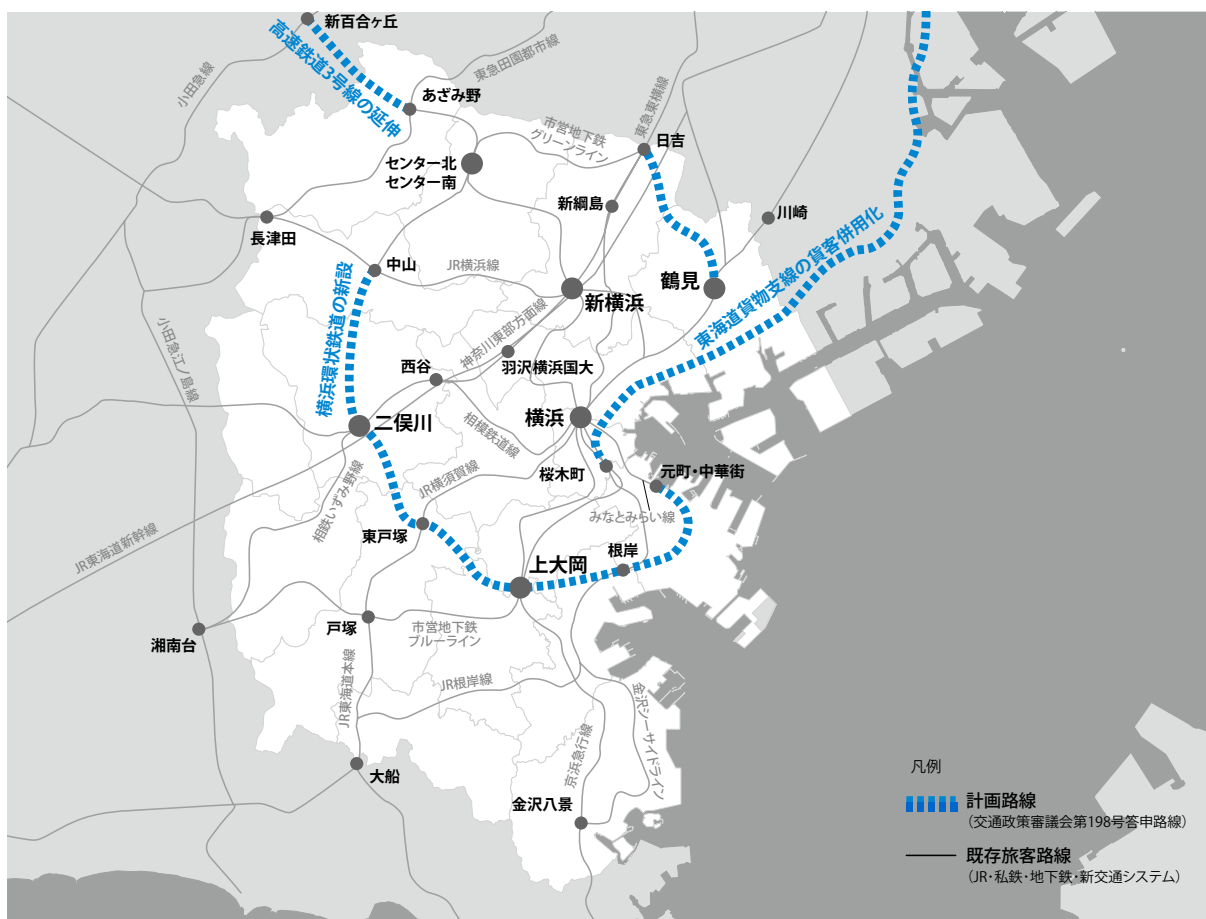 新百合ヶ丘
高速鉄道3号線の延伸
小田急線
東急田園都市線
あざみ野
東急東横線
市営地下鉄
グリーンライン
日吉
センター北
センター南
新綱島
川崎
長津田
中山
JR横浜線
新横浜
鶴見
東海道貨物支線の貨客併用化
横浜環状鉄道の新設
神奈川東部方面線
小田急江ノ島線
西谷
羽沢横浜国大
二俣川
横浜
相模鉄道線
JR横須賀線
桜木町
元町・中華街
相鉄いずみ野線
みなとみらい線
JR東海道新幹線
東戸塚
上大岡
根岸
戸塚
市営地下鉄
ブルーライン
湘南台
JR根岸線
JR東海道本線
金沢シーサイドライン
京浜急行線
大船
金沢八景
凡例
計画路線
（交通政策審議会第198号答申路線）
既存旅客路線
（JR・私鉄・地下鉄・新交通システム）